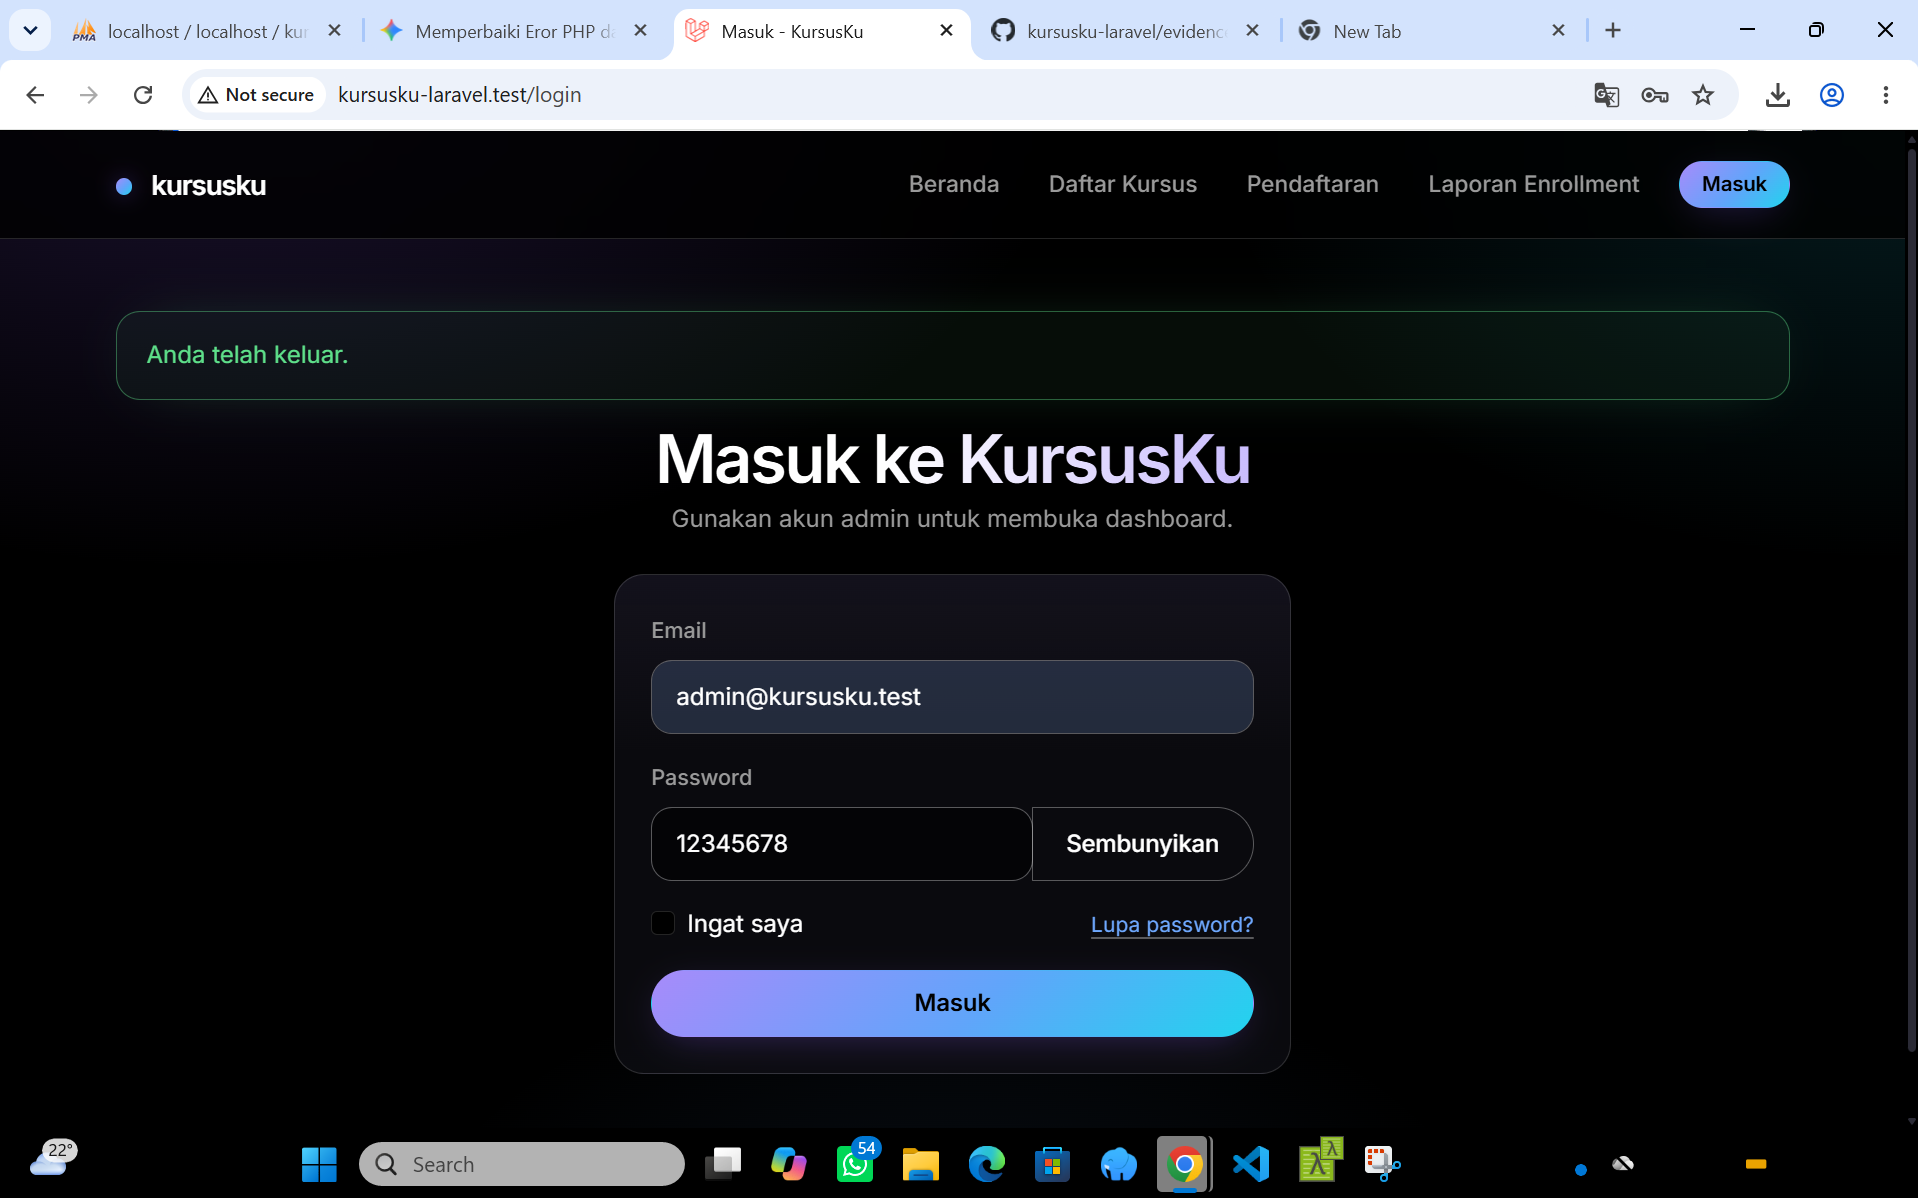 localhost / localhost / kur
Memperbaiki Eror PHP da
Masuk - KursusKu
kursusku-laravel/evidenc
New Tab
Not secure
kursusku-laravel.test/login
kursusku
Beranda
Daftar Kursus
Pendaftaran
Laporan Enrollment
Masuk
Anda telah keluar.
Masuk ke KursusKu
Gunakan akun admin untuk membuka dashboard.
Email
admin@kursusku.test
Password
12345678
Sembunyikan
Ingat saya
Lupa password?
Masuk
22°
Search
54